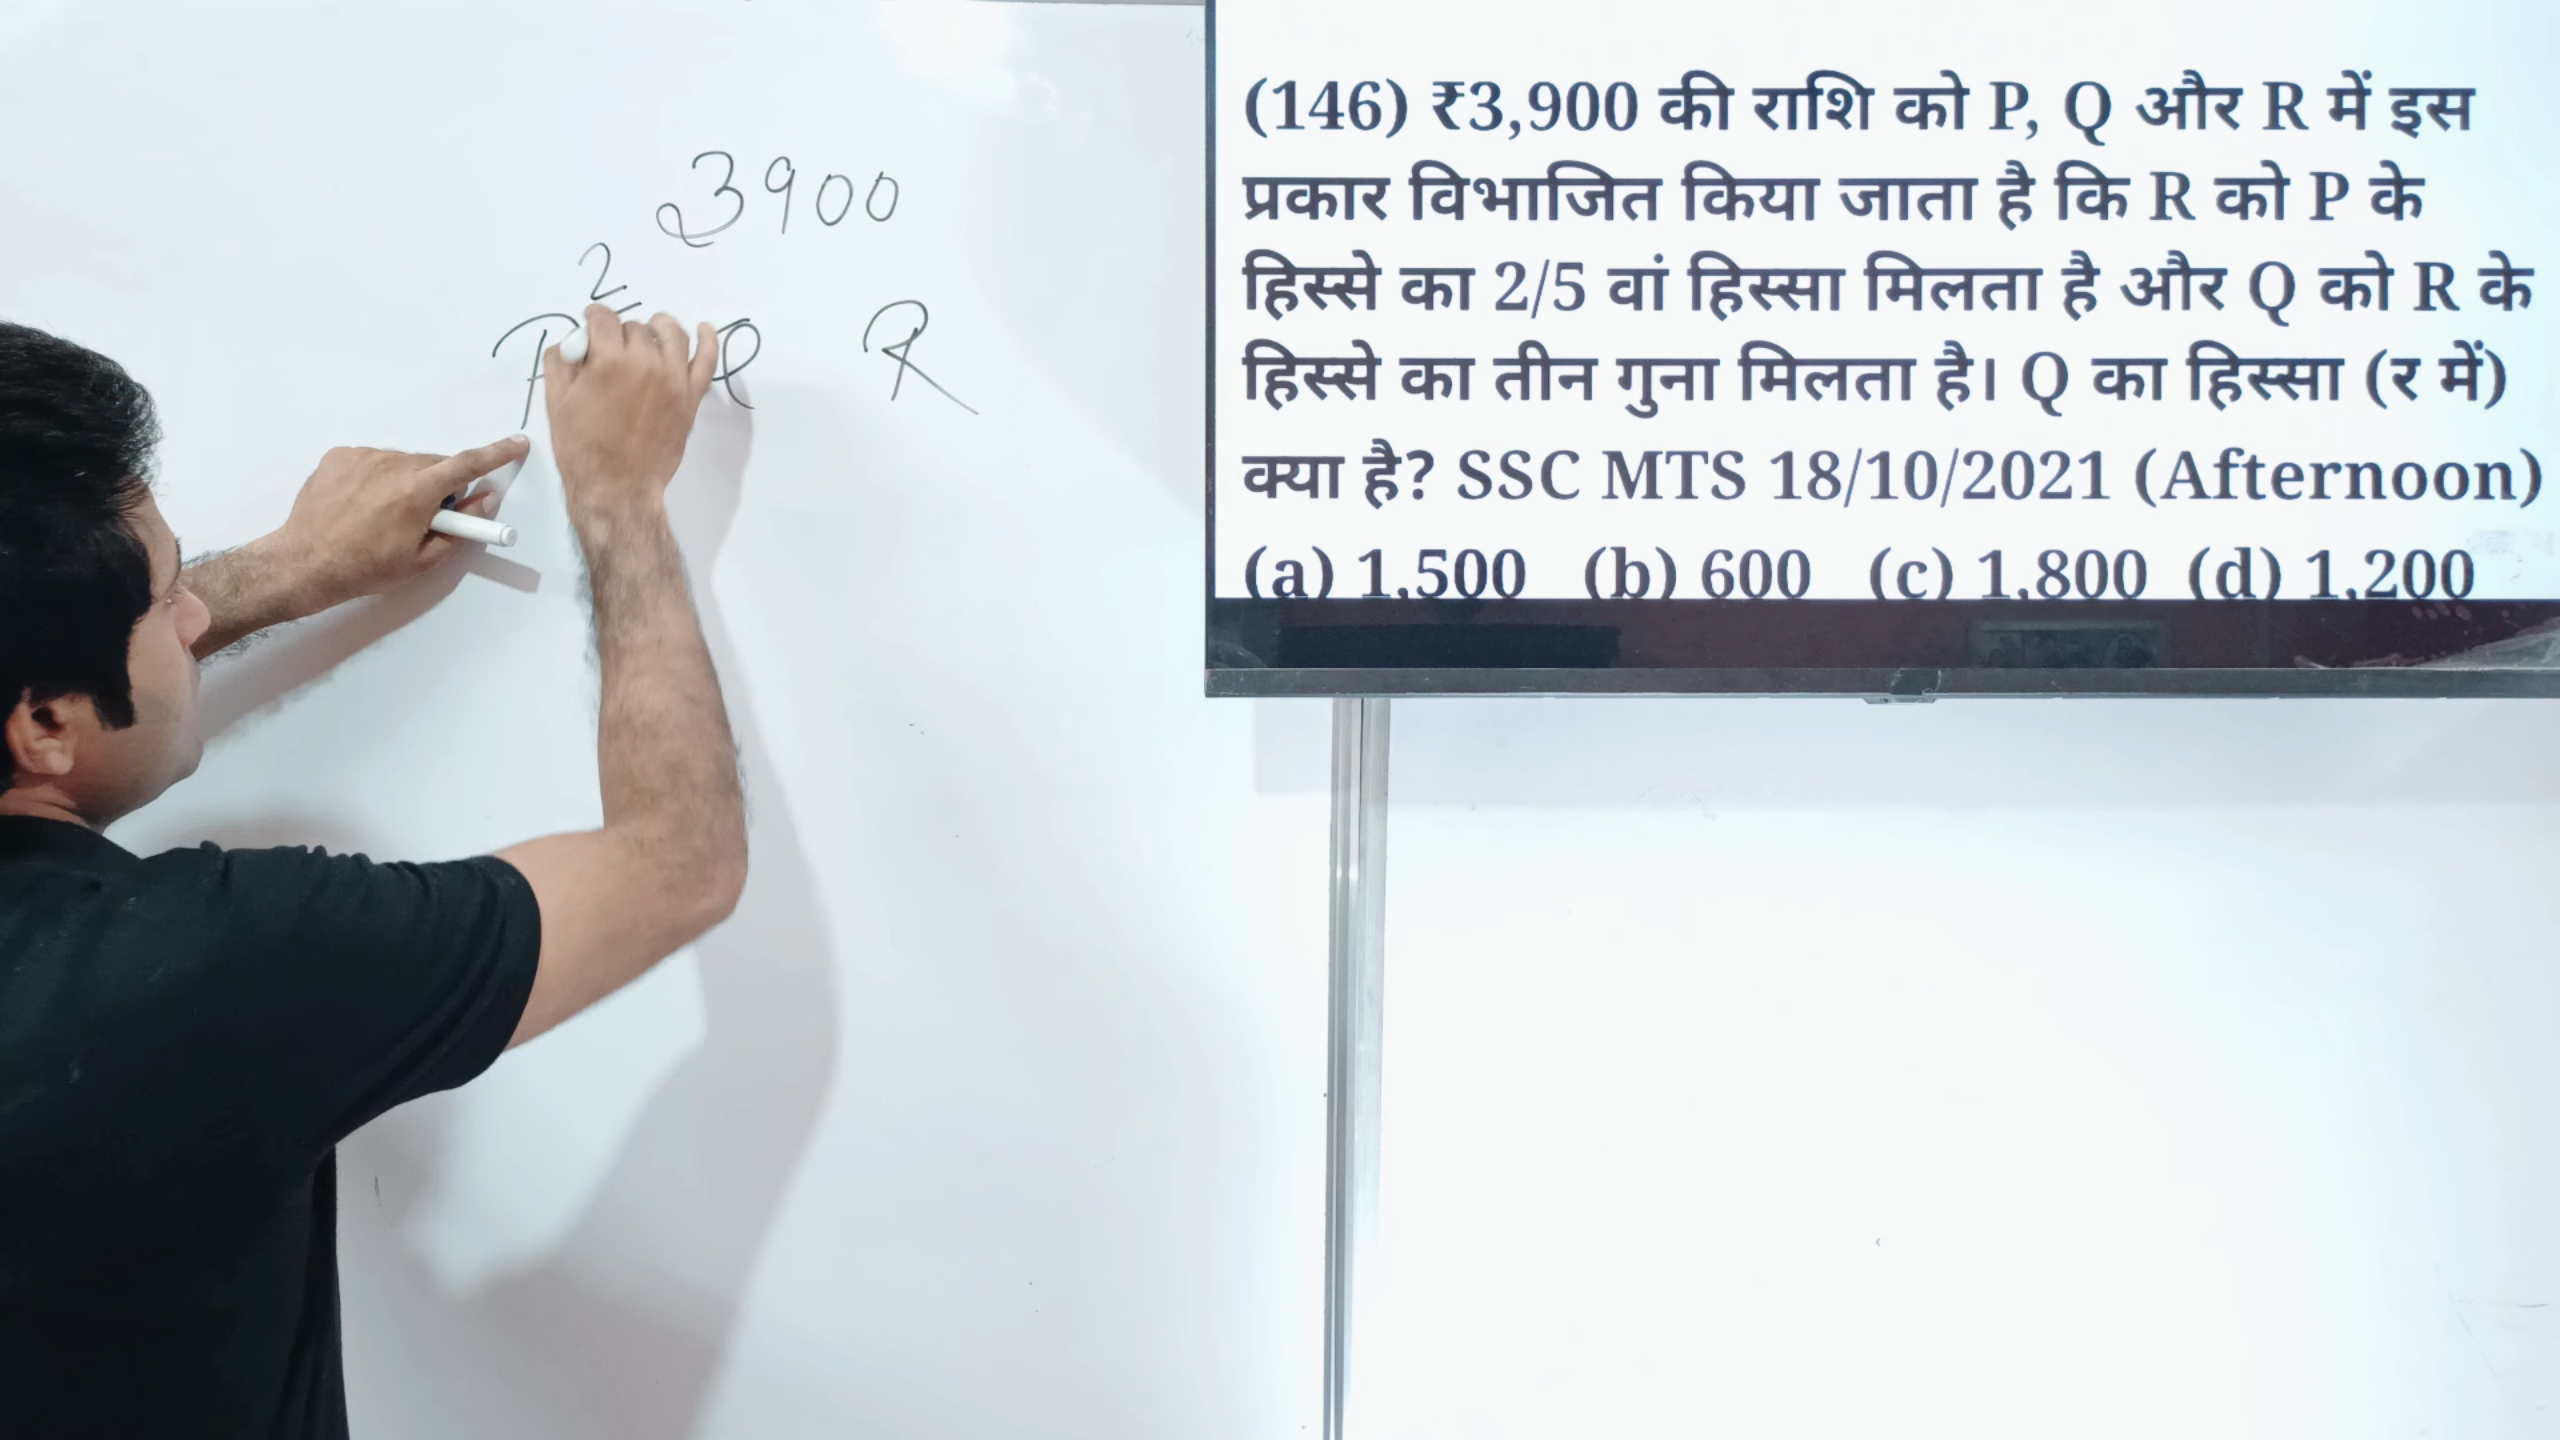 3900
2
P Q R
(146) ₹3,900 की राशि को P, Q और R में इस
प्रकार विभाजित किया जाता है कि R को P के
हिस्से का 2/5 वां हिस्सा मिलता है और Q को R के
हिस्से का तीन गुना मिलता है। Q का हिस्सा (र में)
क्या है? SSC MTS 18/10/2021 (Afternoon)
(a) 1,500 (b) 600 (c) 1,800 (d) 1,200